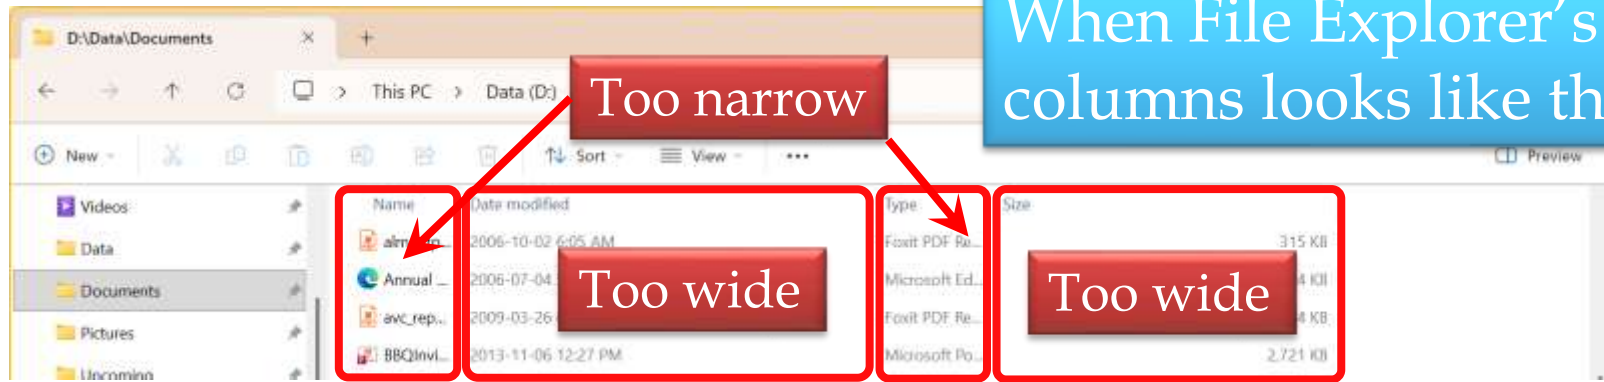 D:\Data\Documents
When File Explorer's
This PC > Data (D:)
Too narrow
columns looks like th
New
Sort
View
Preview
Videos
Name
Date modified
Type
Size
Data
2006-10-02 6:05 AM
Foxit PDF Re...
315 KB
Documents
Annual ...
2006-07-04
Too wide
Microsoft Ed...
Too wide
KB
Pictures
avc_rep...
2009-03-26
Foxit PDF Re...
4 KB
Upcoming
BBQInvi...
2013-11-06 12:27 PM
Microsoft Po...
2,721 KB